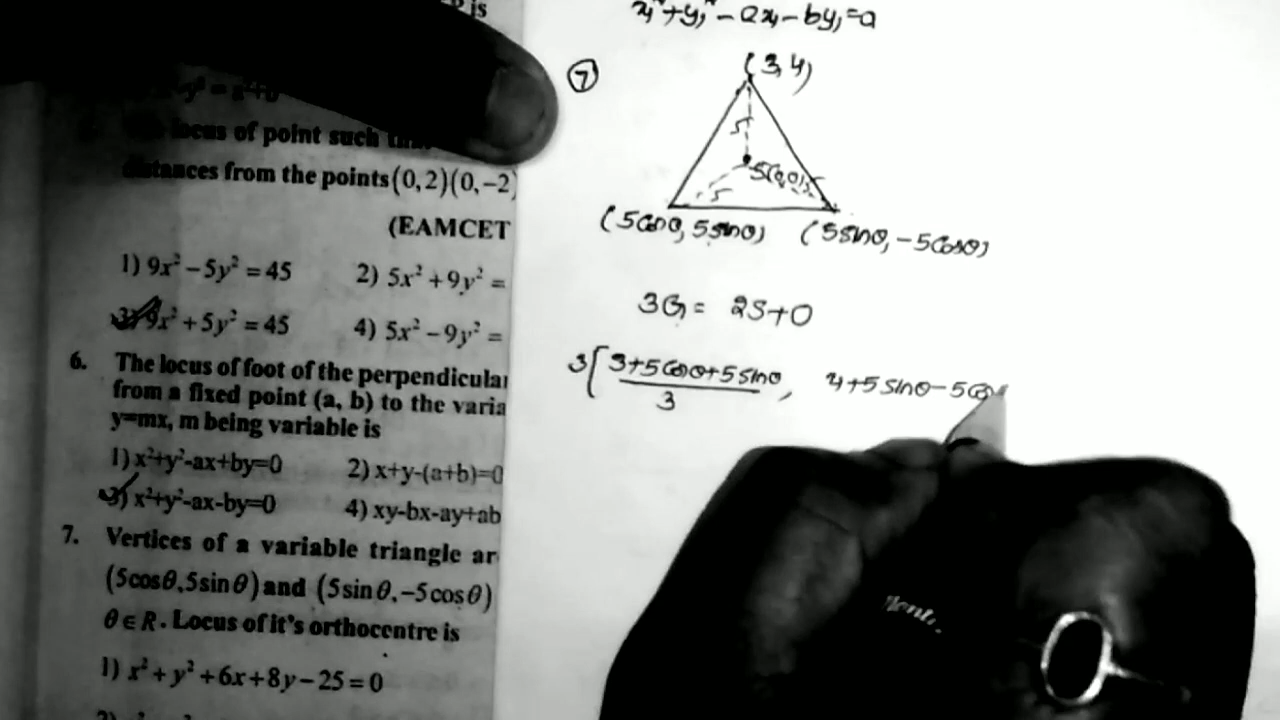 is
locus of point such
distances from the points (0,2)(0,-2)
(EAMCET
1) 9x² - 5y² = 45 2) 5x² + 9y² =
3) 9x² + 5y² = 45 4) 5x² - 9y² =
6. The locus of foot of the perpendicular
from a fixed point (a, b) to the varia
y=mx, m being variable is
1) x²+y²-ax+by=0 2) x+y-(a+b)=0
3) x²+y²-ax-by=0 4) xy-bx-ay+ab
7. Vertices of a variable triangle ar
(5cosθ,5sinθ) and (5sinθ,-5cosθ)
θ∈R. Locus of it's orthocentre is
1) x² + y² + 6x + 8y - 25 = 0
x₁² + y₁² - ax₁ - by₁ = 0
7
(3,4)
5
S(0,0)
5
(5cosθ, 5sinθ) (5sinθ, -5cosθ)
3G = 2S+O
3(3+5cosθ+5sinθ/3, 4+5sinθ-5co